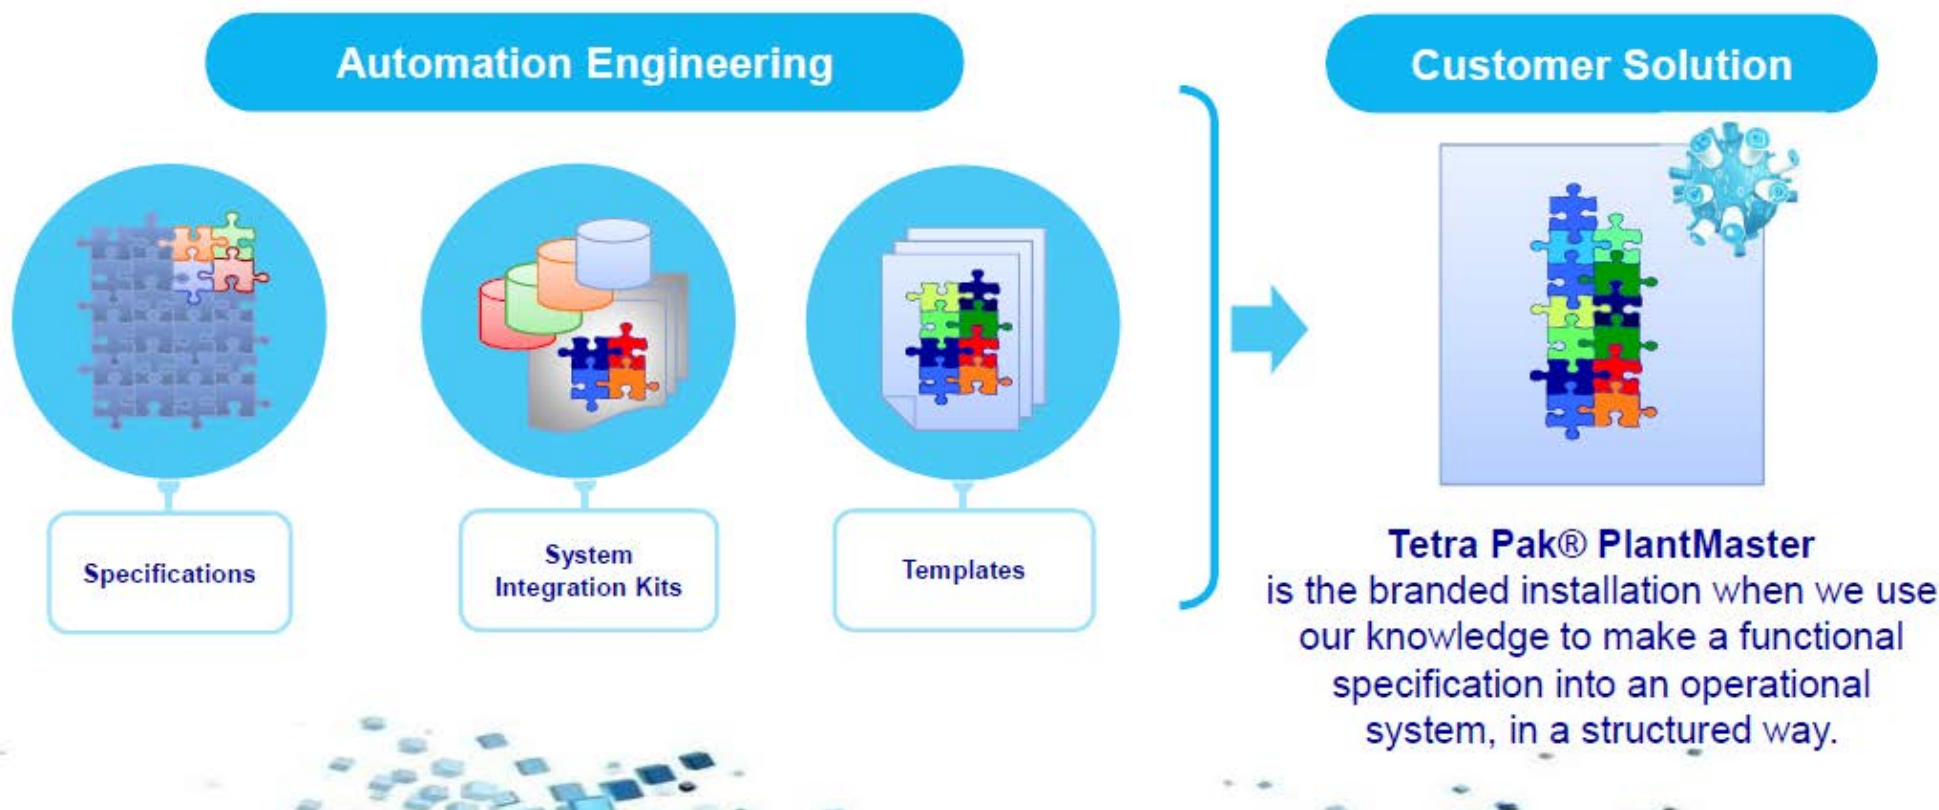 Automation Engineering
Customer Solution
Specifications
System
Integration Kits
Templates
Tetra Pak® PlantMaster
is the branded installation when we use
our knowledge to make a functional
specification into an operational
system, in a structured way.